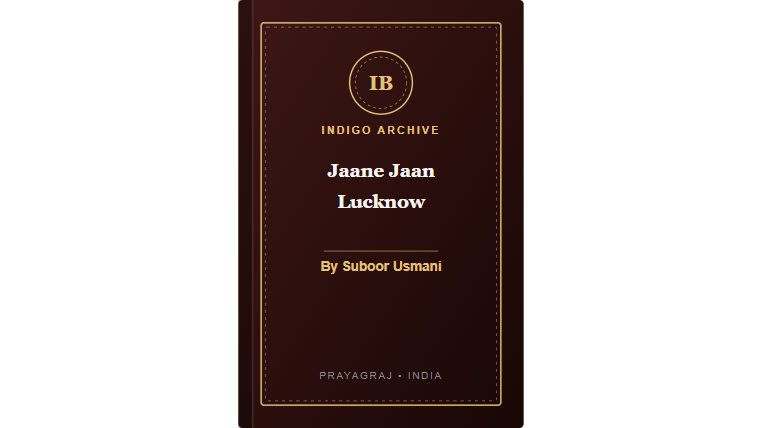 IB
INDIGO ARCHIVE
Jaane Jaan
Lucknow
By Suboor Usmani
PRAYAGRAJ • INDIA